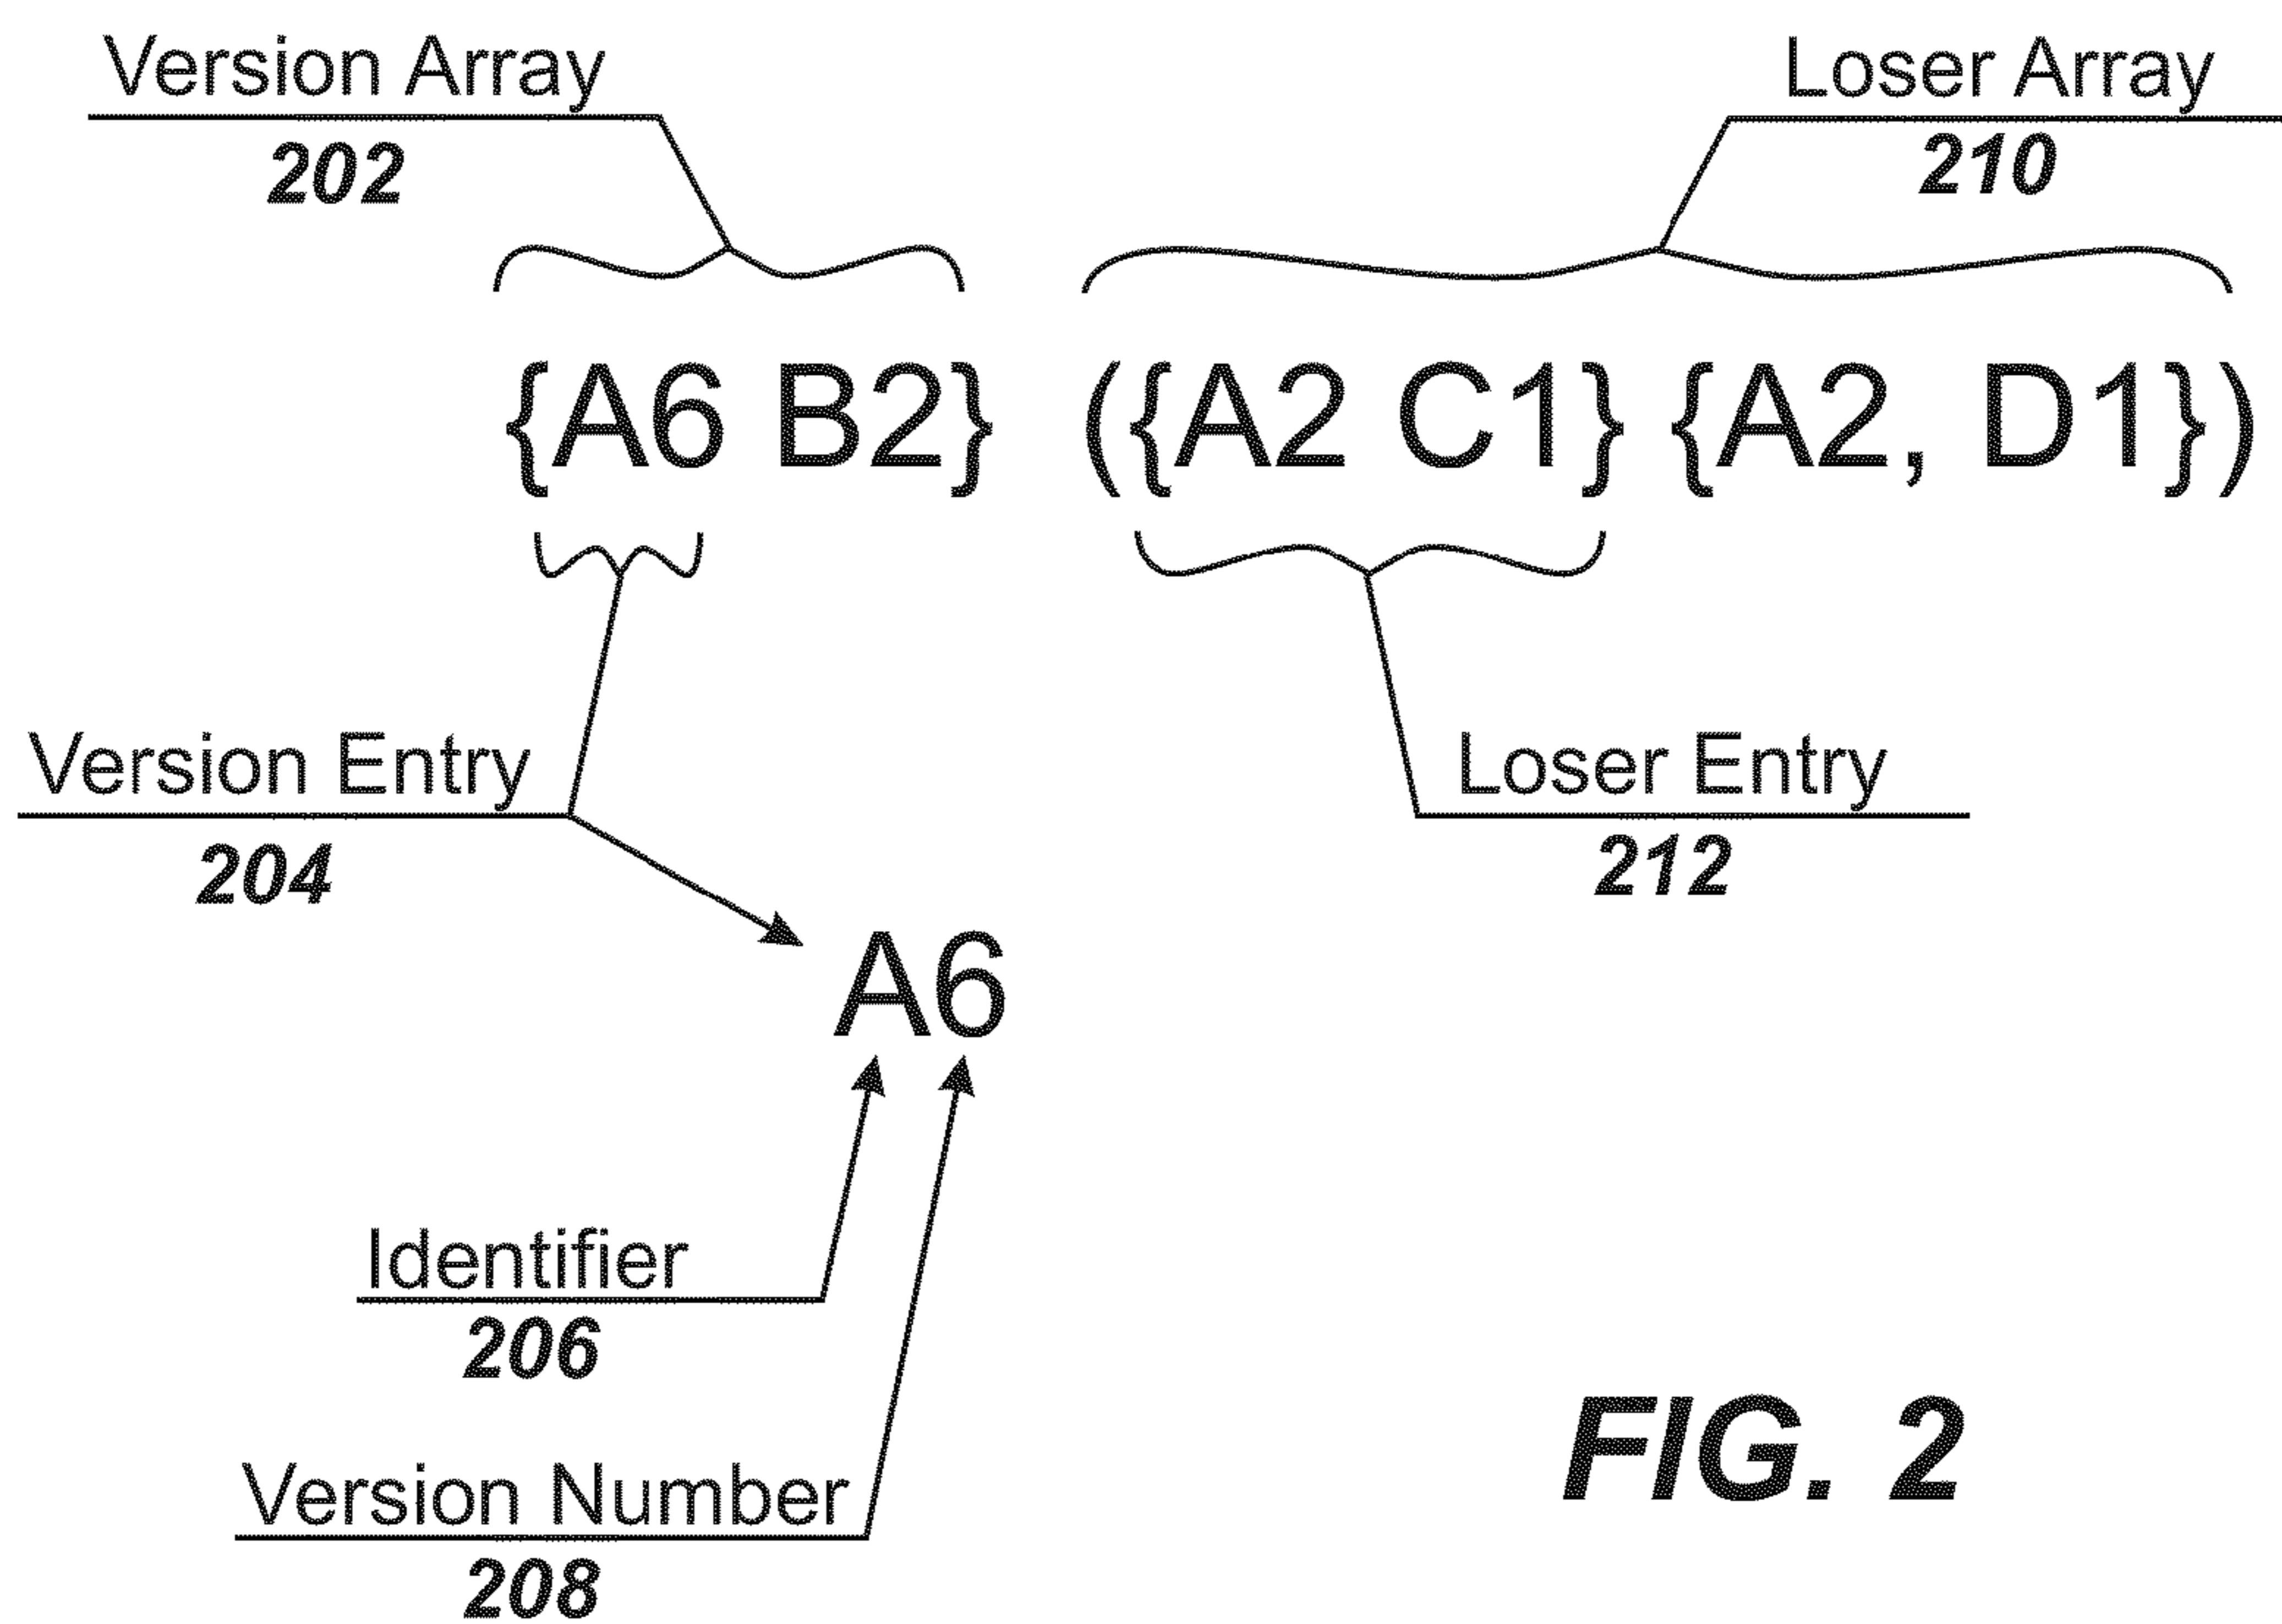 Version Array
202
Loser Array
210
{A6 B2} ({A2 C1} {A2, D1})
Version Entry
204
Loser Entry
212
A6
Identifier
206
Version Number
208
FIG. 2